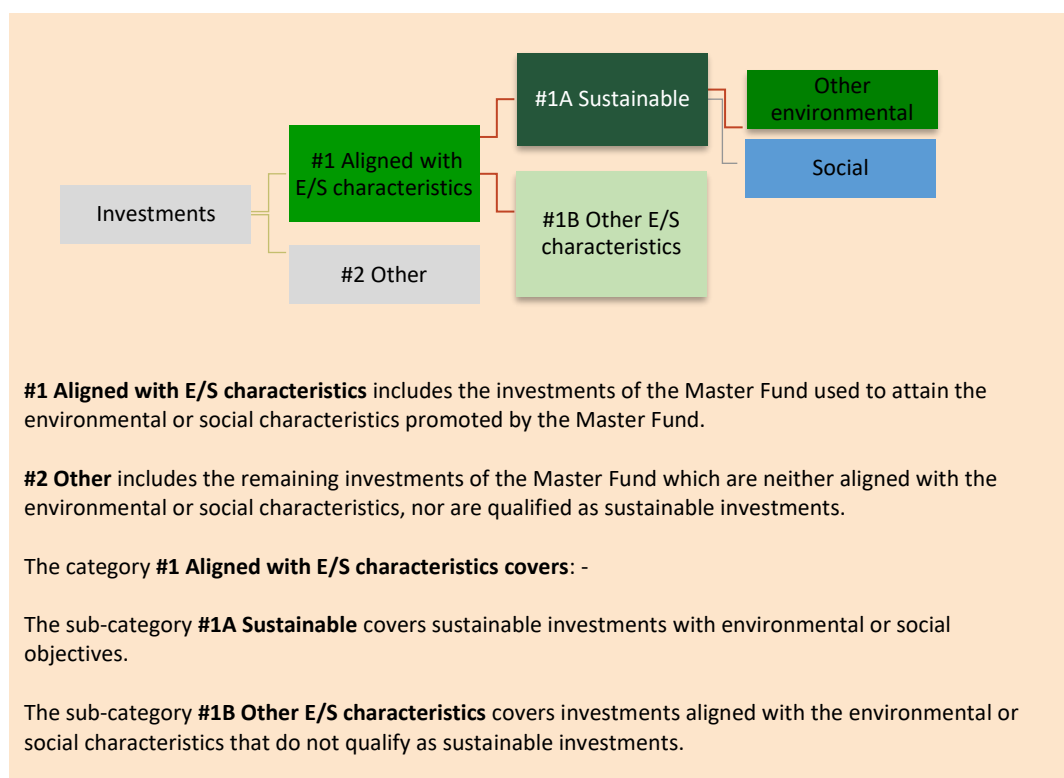 #1A Sustainable
Other
environmental
Social
#1 Aligned with
E/S characteristics
#1B Other E/S
characteristics
Investments
#2 Other
#1 Aligned with E/S characteristics includes the investments of the Master Fund used to attain the
environmental or social characteristics promoted by the Master Fund.
#2 Other includes the remaining investments of the Master Fund which are neither aligned with the
environmental or social characteristics, nor are qualified as sustainable investments.
The category #1 Aligned with E/S characteristics covers: -
The sub-category #1A Sustainable covers sustainable investments with environmental or social
objectives.
The sub-category #1B Other E/S characteristics covers investments aligned with the environmental or
social characteristics that do not qualify as sustainable investments.